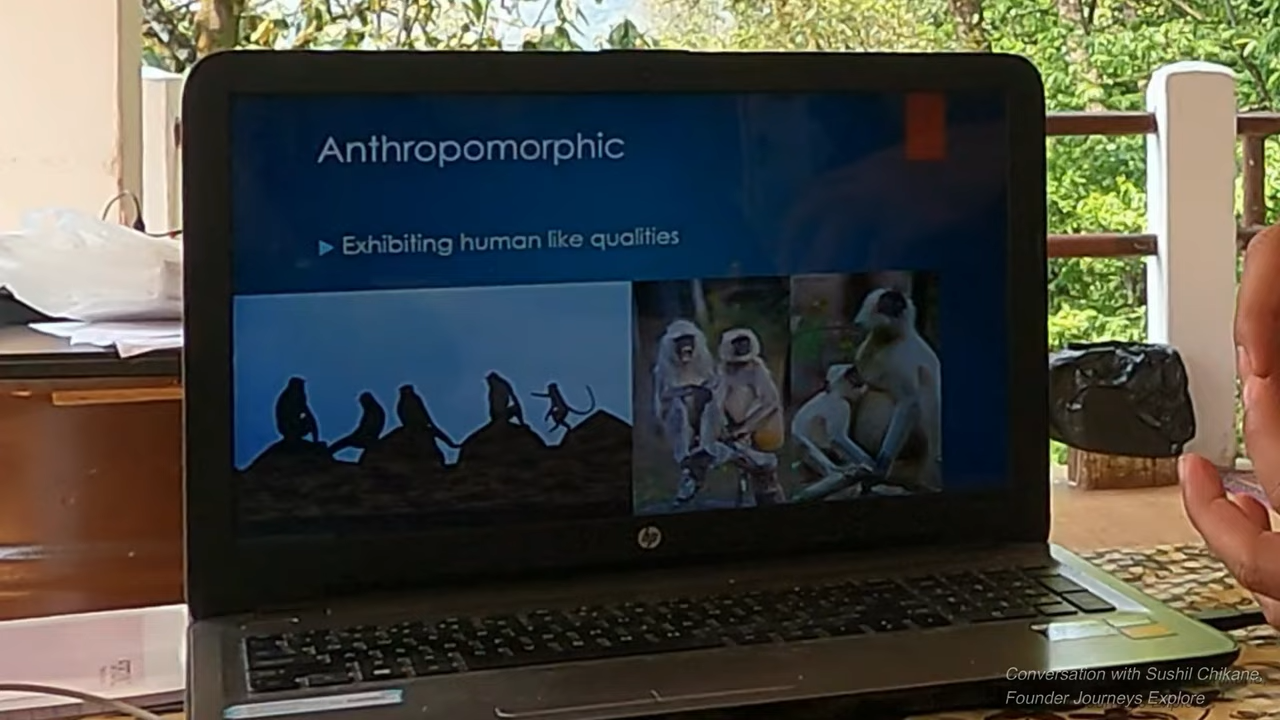 Anthropomorphic
Exhibiting human like qualities
hp
Conversation with Sushil Chikane,
Founder Journeys Explore